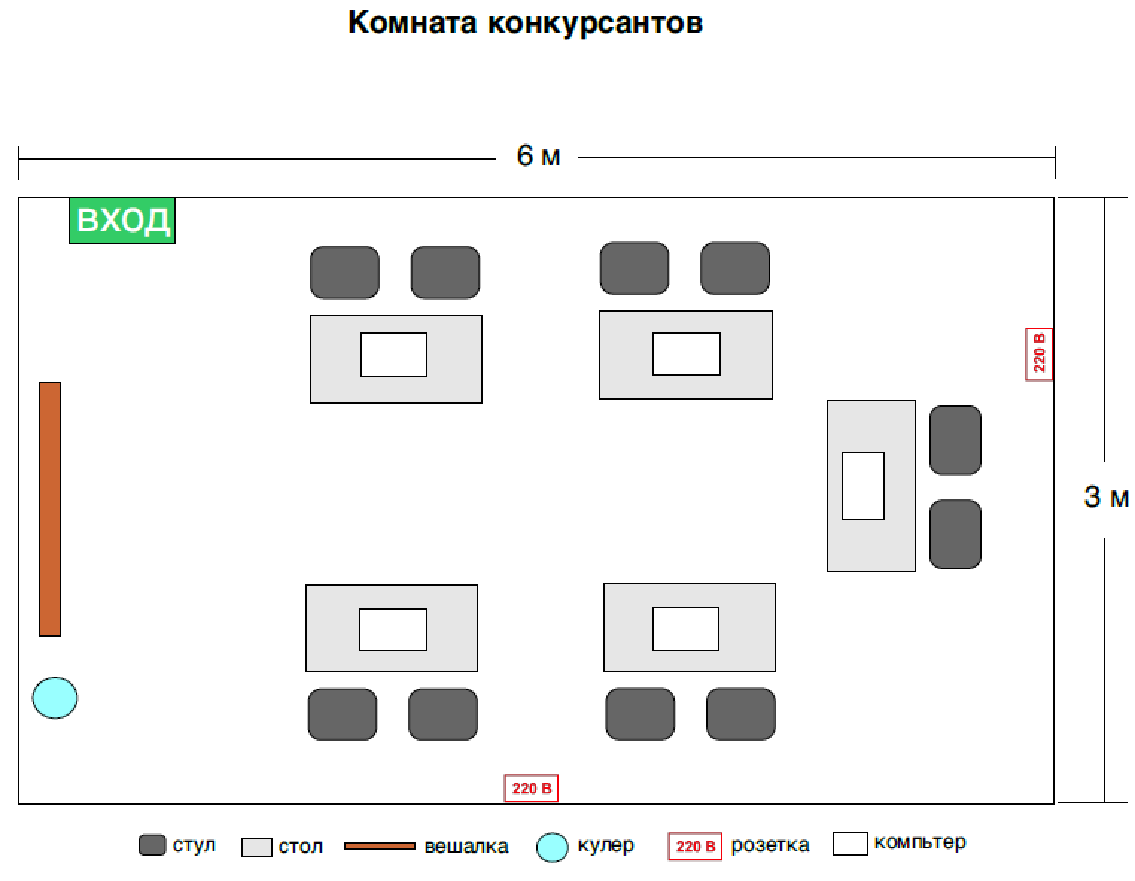 Комната конкурсантов
6 м
ВХОД
220 В
3 м
220 В
стул
стол
вешалка
кулер
220 В
розетка
компьтер